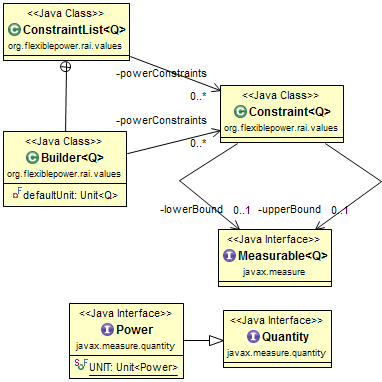 <<Java Class>>
C ConstraintList<Q>
org.flexiblepower.rai.values
-powerConstraints
0..*
<<Java Class>>
C Constraint<Q>
org.flexiblepower.rai.values
-powerConstraints
0..*
<<Java Class>>
C Builder<Q>
org.flexiblepower.rai.values
F defaultUnit: Unit<Q>
-lowerBound 0..1 -upperBound 0..1
<<Java Interface>>
I Measurable<Q>
javax.measure
<<Java Interface>>
I Power
javax.measure.quantity
S F UNIT: Unit<Power>
<<Java Interface>>
I Quantity
javax.measure.quantity